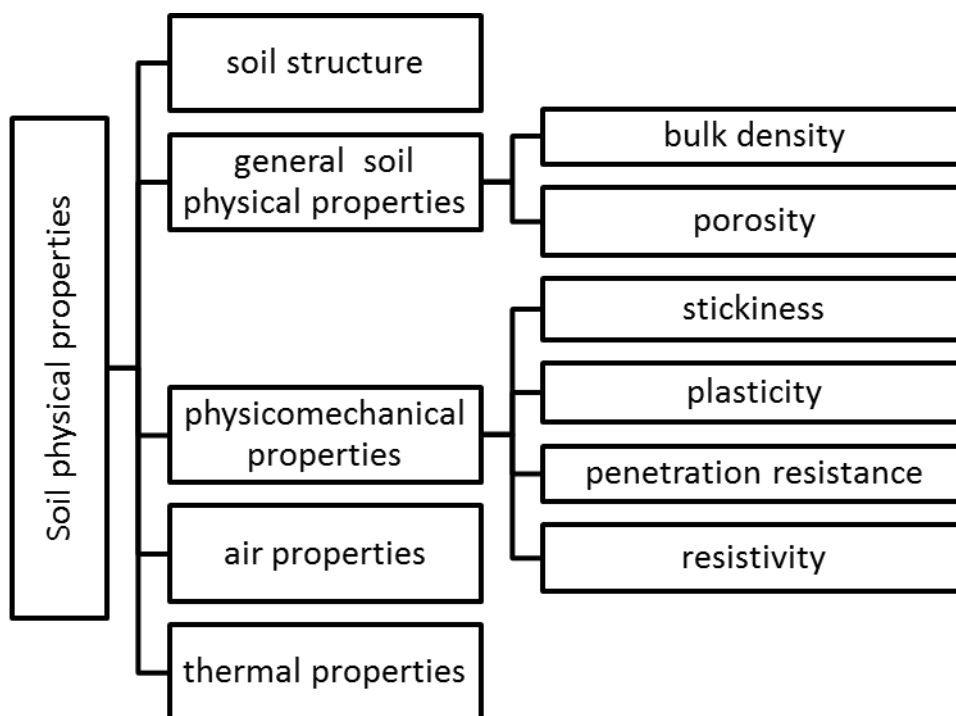 Soil physical properties
soil structure
general soil
physical properties
bulk density
porosity
physicomechanical
properties
stickiness
plasticity
penetration resistance
resistivity
air properties
thermal properties